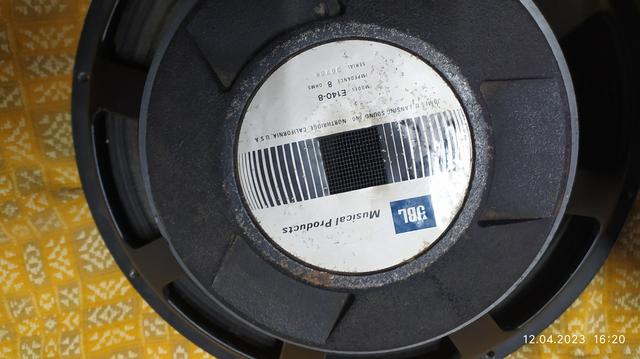 JBL
Musical Products
JAMES B. LANSING SOUND, INC. NORTHRIDGE, CALIFORNIA, U.S.A.
MODEL E140-8
IMPEDANCE 8 OHMS
SERIAL
12.04.2023 16:20